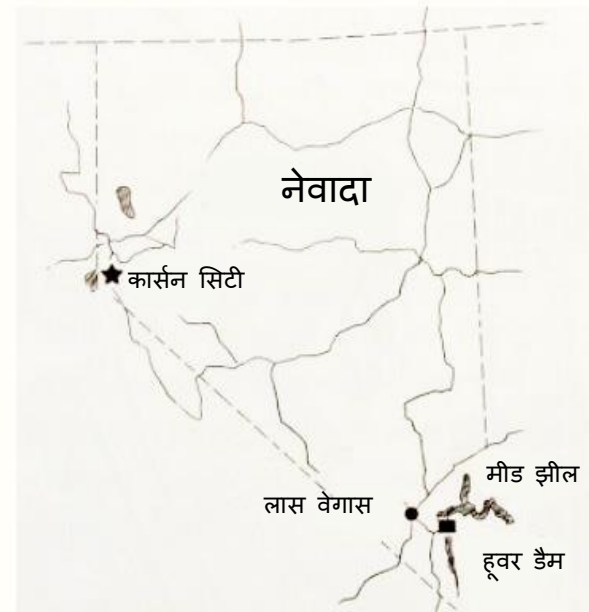 नेवादा
कार्सन सिटी
मीड झील
लास वेगास
हूवर डैम